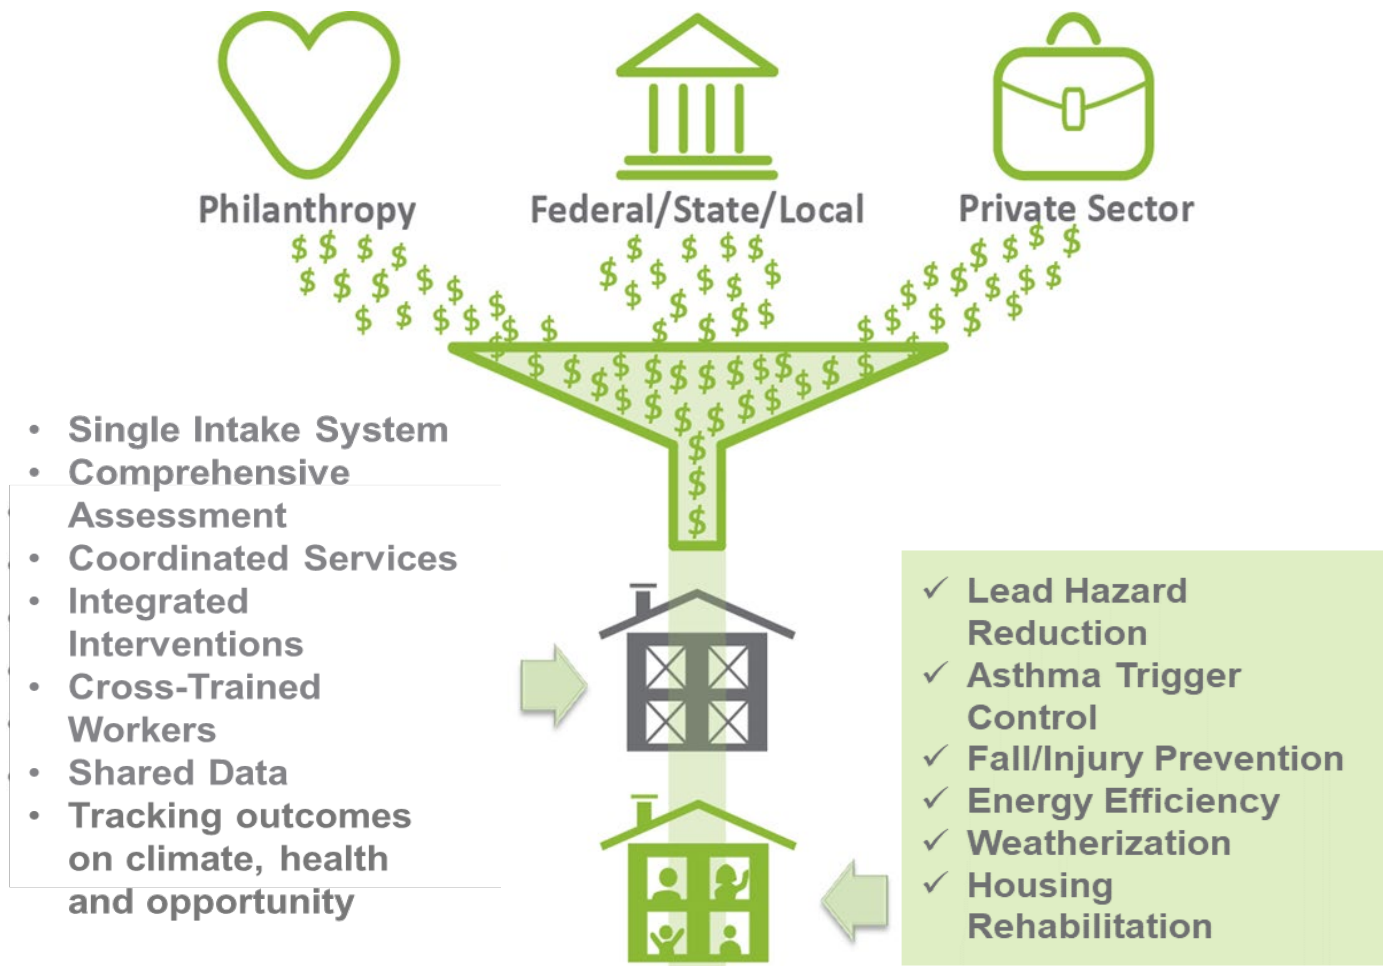 Philanthropy
Federal/State/Local
Private Sector
• Single Intake System
• Comprehensive
Assessment
• Coordinated Services
• Integrated
Interventions
• Cross-Trained
Workers
• Shared Data
• Tracking outcomes
on climate, health
and opportunity
✓ Lead Hazard
Reduction
✓ Asthma Trigger
Control
✓ Fall/Injury Prevention
✓ Energy Efficiency
✓ Weatherization
✓ Housing
Rehabilitation